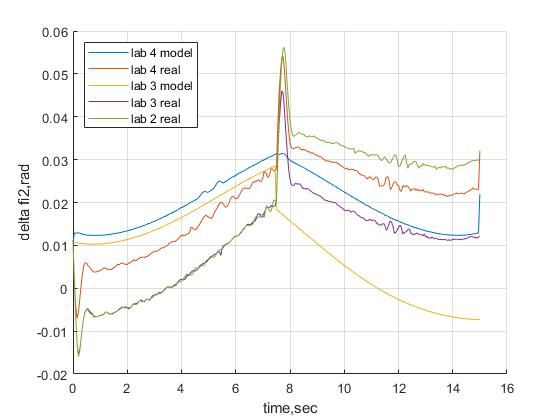 0.06
0.05
0.04
0.03
0.02
0.01
0
-0.01
-0.02
delta fi2,rad
lab 4 model
lab 4 real
lab 3 model
lab 3 real
lab 2 real
0 2 4 6 8 10 12 14 16
time,sec